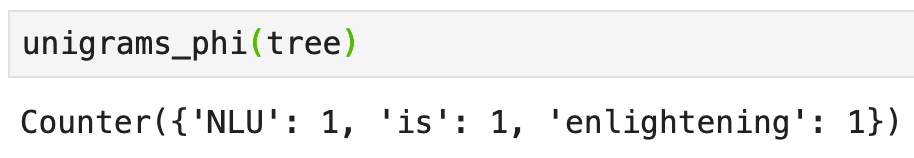 unigrams_phi(tree)
Counter({'NLU': 1, 'is': 1, 'enlightening': 1})